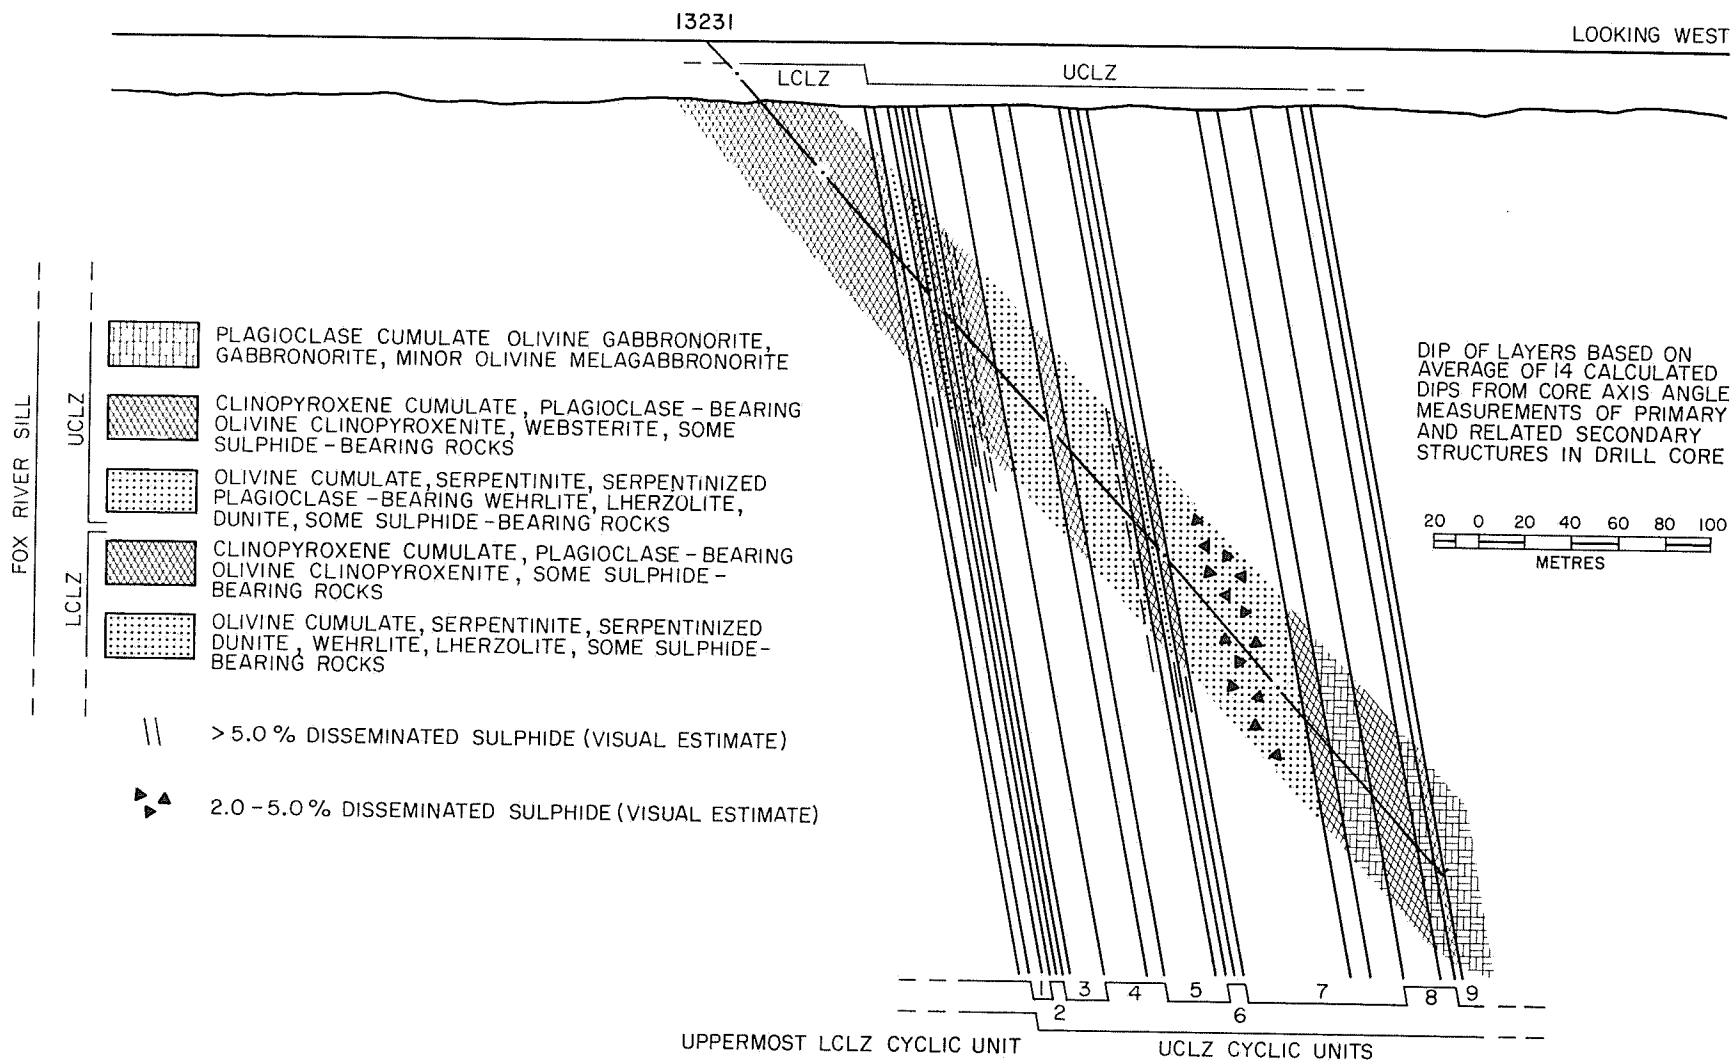 13231
LOOKING WEST
LCLZ
UCLZ
FOX RIVER SILL
UCLZ
LCLZ
PLAGIOCLASE CUMULATE OLIVINE GABBRONORITE,
GABBRONORITE, MINOR OLIVINE MELAGABBRONORITE
CLINOPYROXENE CUMULATE, PLAGIOCLASE-BEARING
OLIVINE CLINOPYROXENITE, WEBSTERITE, SOME
SULPHIDE-BEARING ROCKS
OLIVINE CUMULATE, SERPENTINITE, SERPENTINIZED
PLAGIOCLASE-BEARING WEHRLITE, LHERZOLITE,
DUNITE, SOME SULPHIDE-BEARING ROCKS
CLINOPYROXENE CUMULATE, PLAGIOCLASE-BEARING
OLIVINE CLINOPYROXENITE, SOME SULPHIDE-
BEARING ROCKS
OLIVINE CUMULATE, SERPENTINITE, SERPENTINIZED
DUNITE, WEHRLITE, LHERZOLITE, SOME SULPHIDE-
BEARING ROCKS
>5.0% DISSEMINATED SULPHIDE (VISUAL ESTIMATE)
2.0-5.0% DISSEMINATED SULPHIDE (VISUAL ESTIMATE)
DIP OF LAYERS BASED ON
AVERAGE OF 14 CALCULATED
DIPS FROM CORE AXIS ANGLE
MEASUREMENTS OF PRIMARY
AND RELATED SECONDARY
STRUCTURES IN DRILL CORE
20 0 20 40 60 80 100
METRES
1 3 4 5 7 8 9
2 6
UPPERMOST LCLZ CYCLIC UNIT
UCLZ CYCLIC UNITS